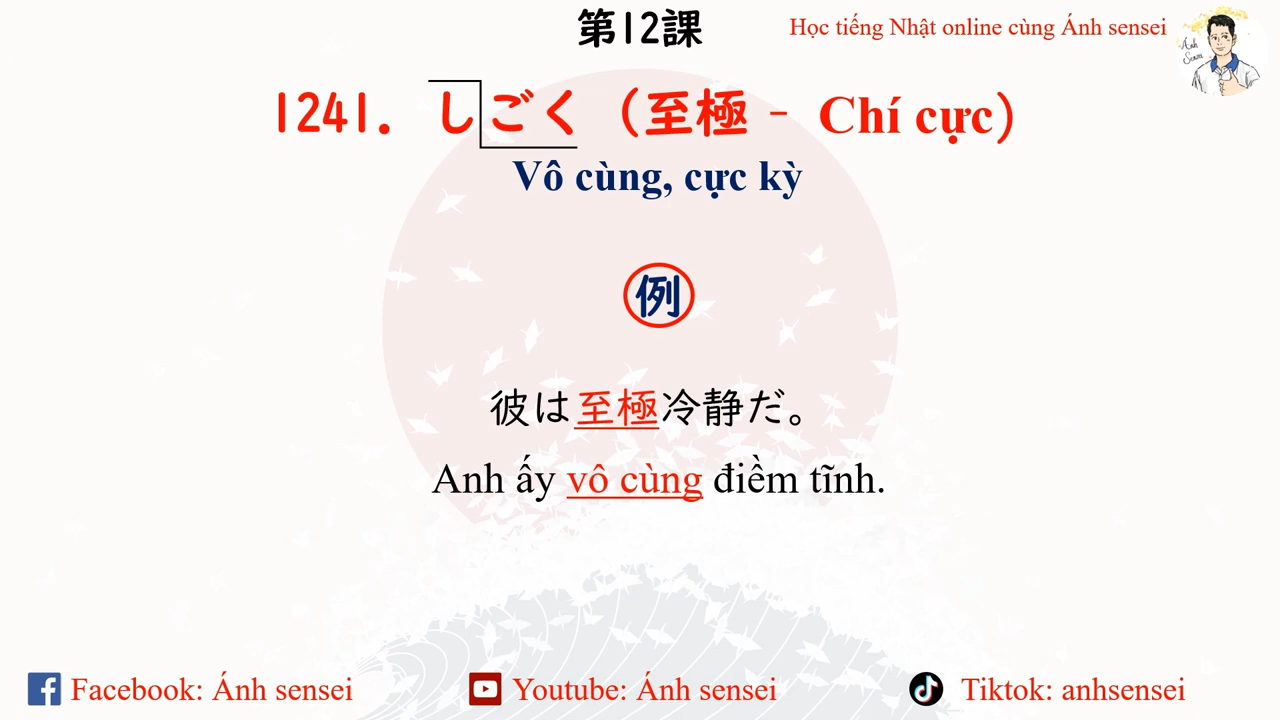 第12課
Học tiếng Nhật online cùng Ánh sensei
Ánh
Sensei
1241. しごく（至極 - Chí cực）
Vô cùng, cực kỳ
例
彼は至極冷静だ。
Anh ấy vô cùng điềm tĩnh.
Facebook: Ánh sensei
Youtube: Ánh sensei
Tiktok: anhsensei